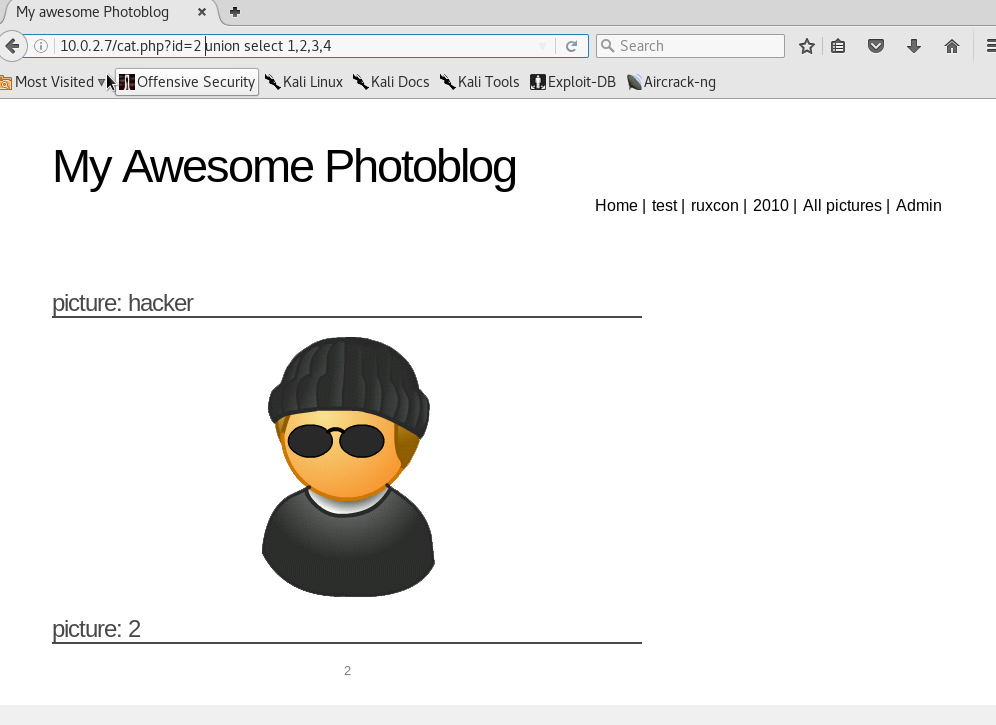 My awesome Photoblog
10.0.2.7/cat.php?id=2 union select 1,2,3,4
Search
Most Visited
Offensive Security
Kali Linux
Kali Docs
Kali Tools
Exploit-DB
Aircrack-ng
My Awesome Photoblog
Home | test | ruxcon | 2010 | All pictures | Admin
picture: hacker
picture: 2
2